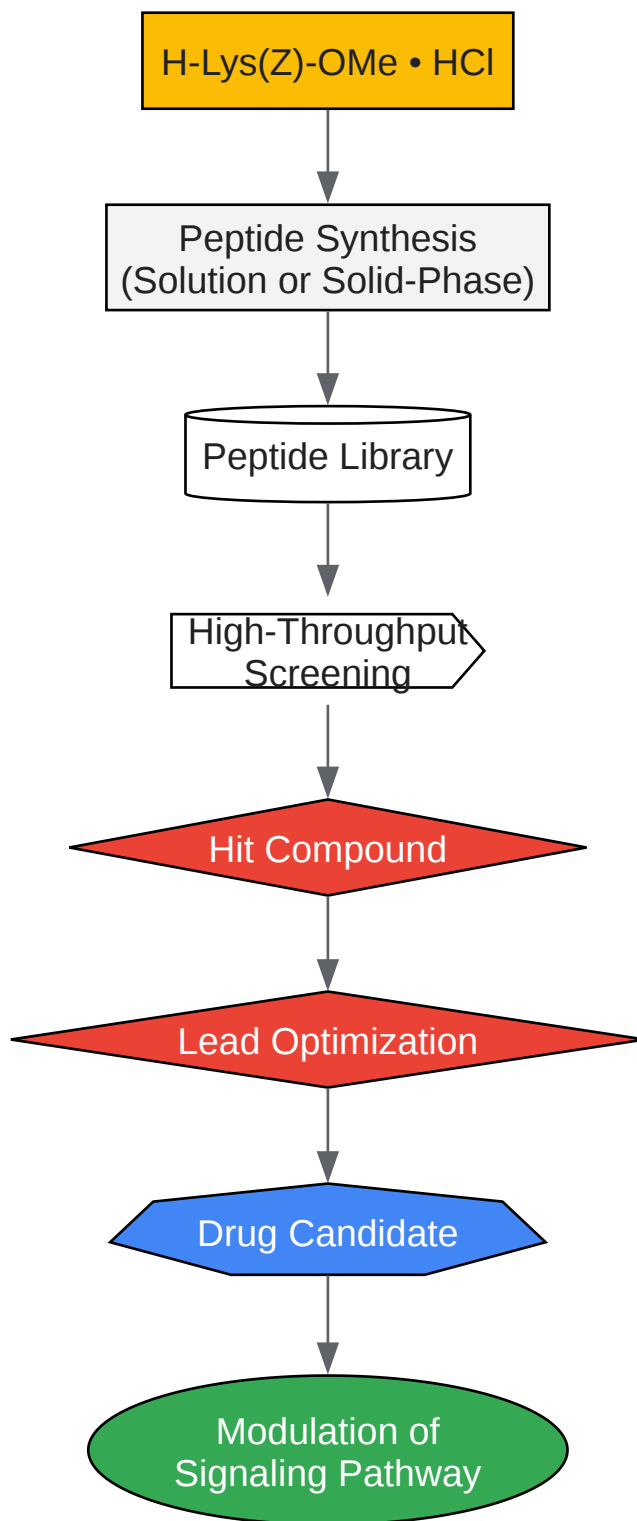 H-Lys(Z)-OMe • HCl
Peptide Synthesis
(Solution or Solid-Phase)
Peptide Library
High-Throughput
Screening
Hit Compound
Lead Optimization
Drug Candidate
Modulation of
Signaling Pathway